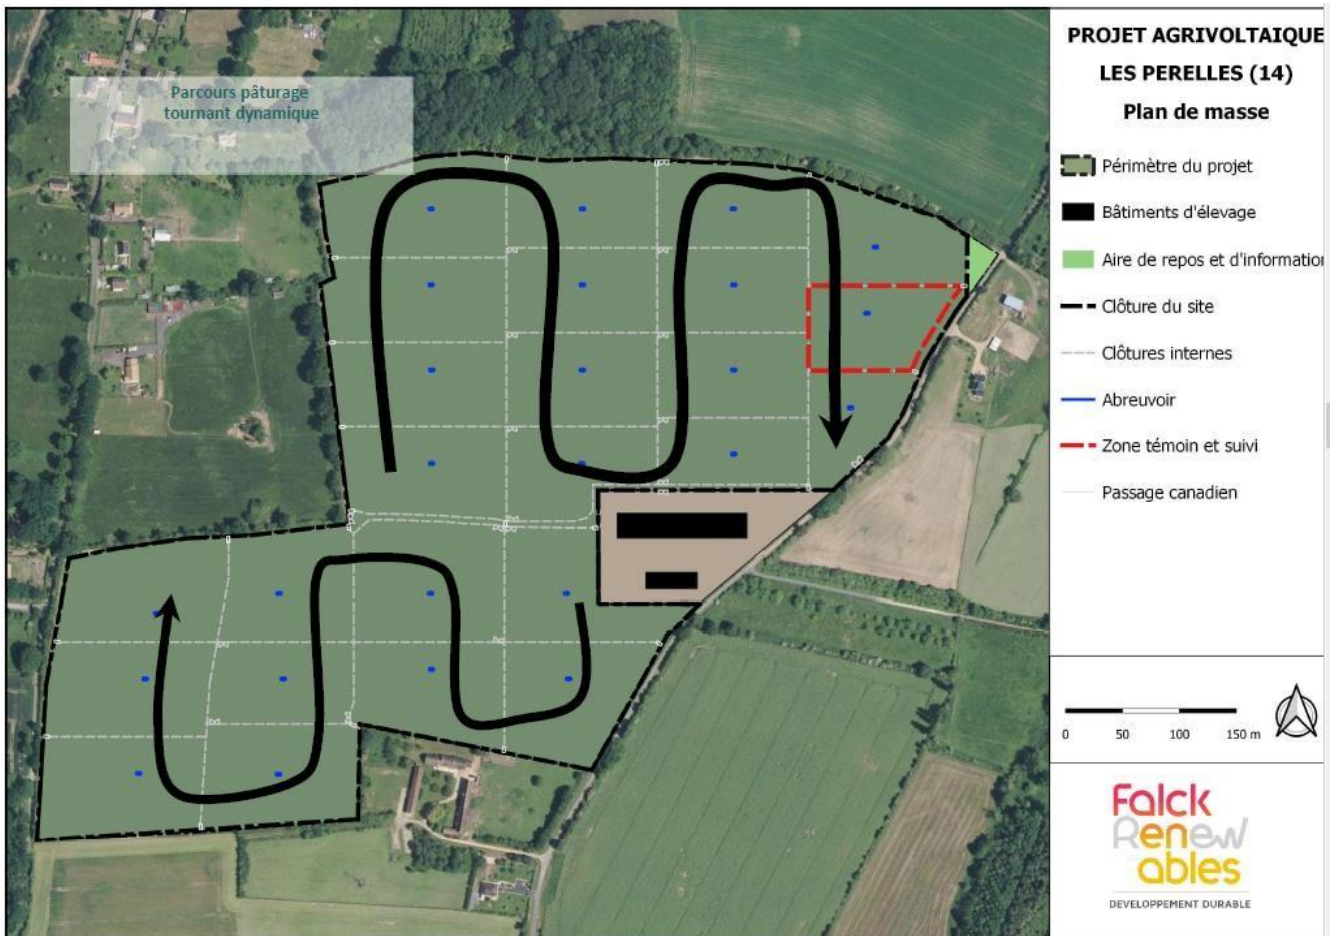 Parcours pâturage
tournant dynamique
PROJET AGRIVOLTAIQUE
LES PERELLES (14)
Plan de masse
Périmètre du projet
Bâtiments d'élevage
Aire de repos et d'information
Clôture du site
Clôtures internes
Abreuvoir
Zone témoin et suivi
Passage canadien
0 50 100 150 m
Falck
Renew
ables
DEVELOPPEMENT DURABLE